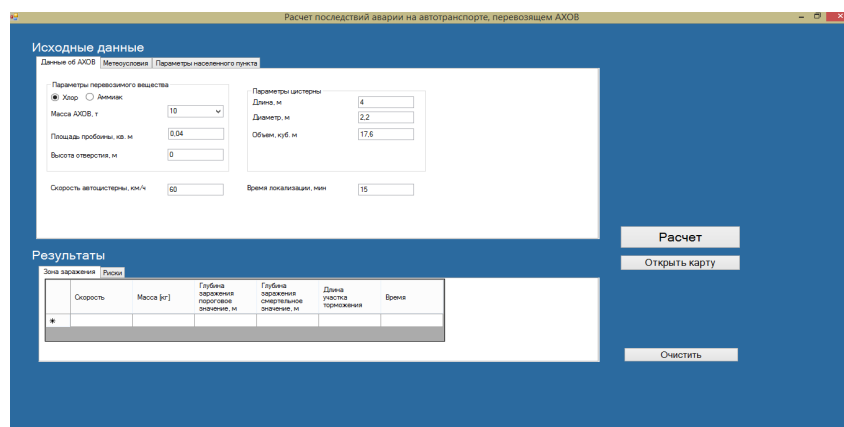 Расчет последствий аварии на автотранспорте, перевозящем АХОВ
Исходные данные
Данные об АХОВ Метеоусловия Параметры населенного пункта
Параметры перевозимого вещества
Хлор Аммиак
Масса АХОВ, т 10
Площадь пробоины, кв. м 0,04
Высота отверстия, м 0
Параметры цистерны
Длина, м 4
Диаметр, м 2,2
Объем, куб. м 17,6
Скорость автоцистерны, км/ч 60 Время локализации, мин 15
Расчет
Открыть карту
Результаты
Зона заражения Риски
Скорость
Масса [кг]
Глубина
заражения
пороговое
значение, м
Глубина
заражения
смертельное
значение, м
Длина
участка
торможения
Время
Очистить